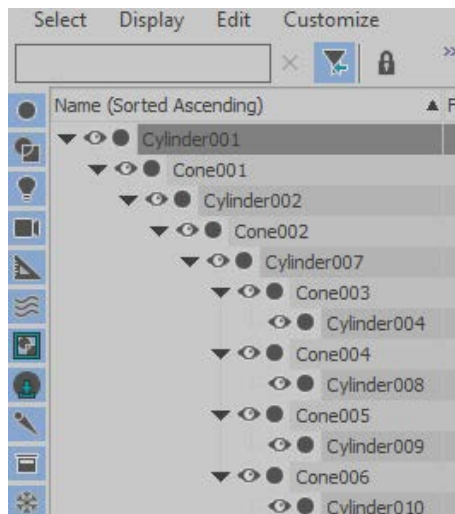 Select Display Edit Customize
Name (Sorted Ascending)
Cylinder001
Cone001
Cylinder002
Cone002
Cylinder007
Cone003
Cylinder004
Cone004
Cylinder008
Cone005
Cylinder009
Cone006
Cylinder010